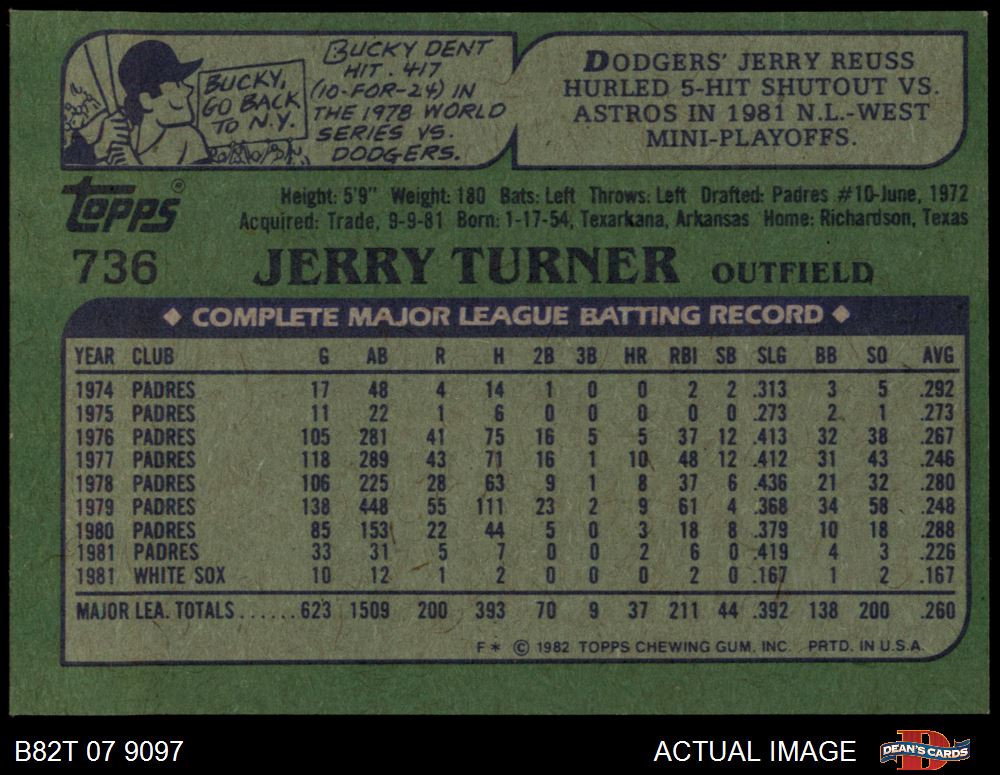 BUCKY,
GO BACK
TO N.Y.
BUCKY DENT
HIT .417
(10-FOR-24) IN
THE 1978 WORLD
SERIES VS.
DODGERS.
DODGERS' JERRY REUSS
HURLED 5-HIT SHUTOUT VS.
ASTROS IN 1981 N.L.-WEST
MINI-PLAYOFFS.
topps®
Height: 5'9" Weight: 180 Bats: Left Throws: Left Drafted: Padres #10-June, 1972
Acquired: Trade, 9-9-81 Born: 1-17-54, Texarkana, Arkansas Home: Richardson, Texas
736 JERRY TURNER OUTFIELD
◆ COMPLETE MAJOR LEAGUE BATTING RECORD ◆
YEAR CLUB G AB R H 2B 3B HR RBI SB SLG BB SO AVG
1974 PADRES 17 48 4 14 1 0 0 2 2 .313 3 5 .292
1975 PADRES 11 22 1 6 0 0 0 0 0 .273 2 1 .273
1976 PADRES 105 281 41 75 16 5 5 37 12 .413 32 38 .267
1977 PADRES 118 289 43 71 16 1 10 48 12 .412 31 43 .246
1978 PADRES 106 225 28 63 9 1 8 37 6 .436 21 32 .280
1979 PADRES 138 448 55 111 23 2 9 61 4 .368 34 58 .248
1980 PADRES 85 153 22 44 5 0 3 18 8 .379 10 18 .288
1981 PADRES 33 31 5 7 0 0 2 6 0 .419 4 3 .226
1981 WHITE SOX 10 12 1 2 0 0 0 2 0 .167 1 2 .167
MAJOR LEA. TOTALS......623 1509 200 393 70 9 37 211 44 .392 138 200 .260
F* © 1982 TOPPS CHEWING GUM, INC. PRTD. IN U.S.A.
B82T 07 9097
ACTUAL IMAGE
D
DEAN'S CARDS